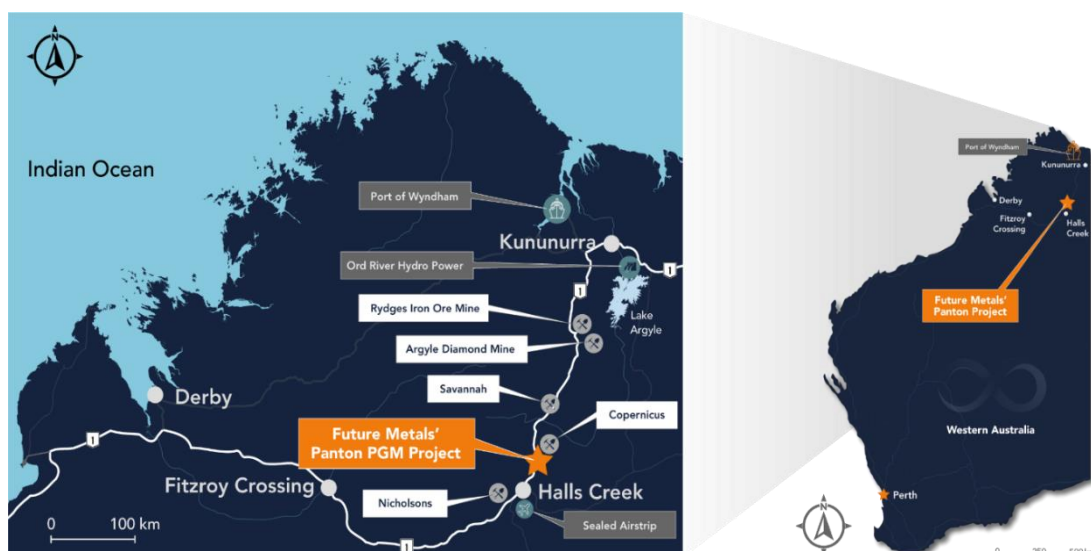 Indian Ocean
Port of Wyndham
Kununurra
Ord River Hydro Power
1
1
Rydges Iron Ore Mine
Lake
Argyle
Argyle Diamond Mine
Savannah
Derby
Copernicus
1
Future Metals'
Panton PGM Project
Fitzroy Crossing
Nicholsons
Halls Creek
Sealed Airstrip
0 100 km
1
Port of Wyndham
Kununurra
Derby
Fitzroy
Crossing
Halls
Creek
Future Metals'
Panton Project
Western Australia
Perth